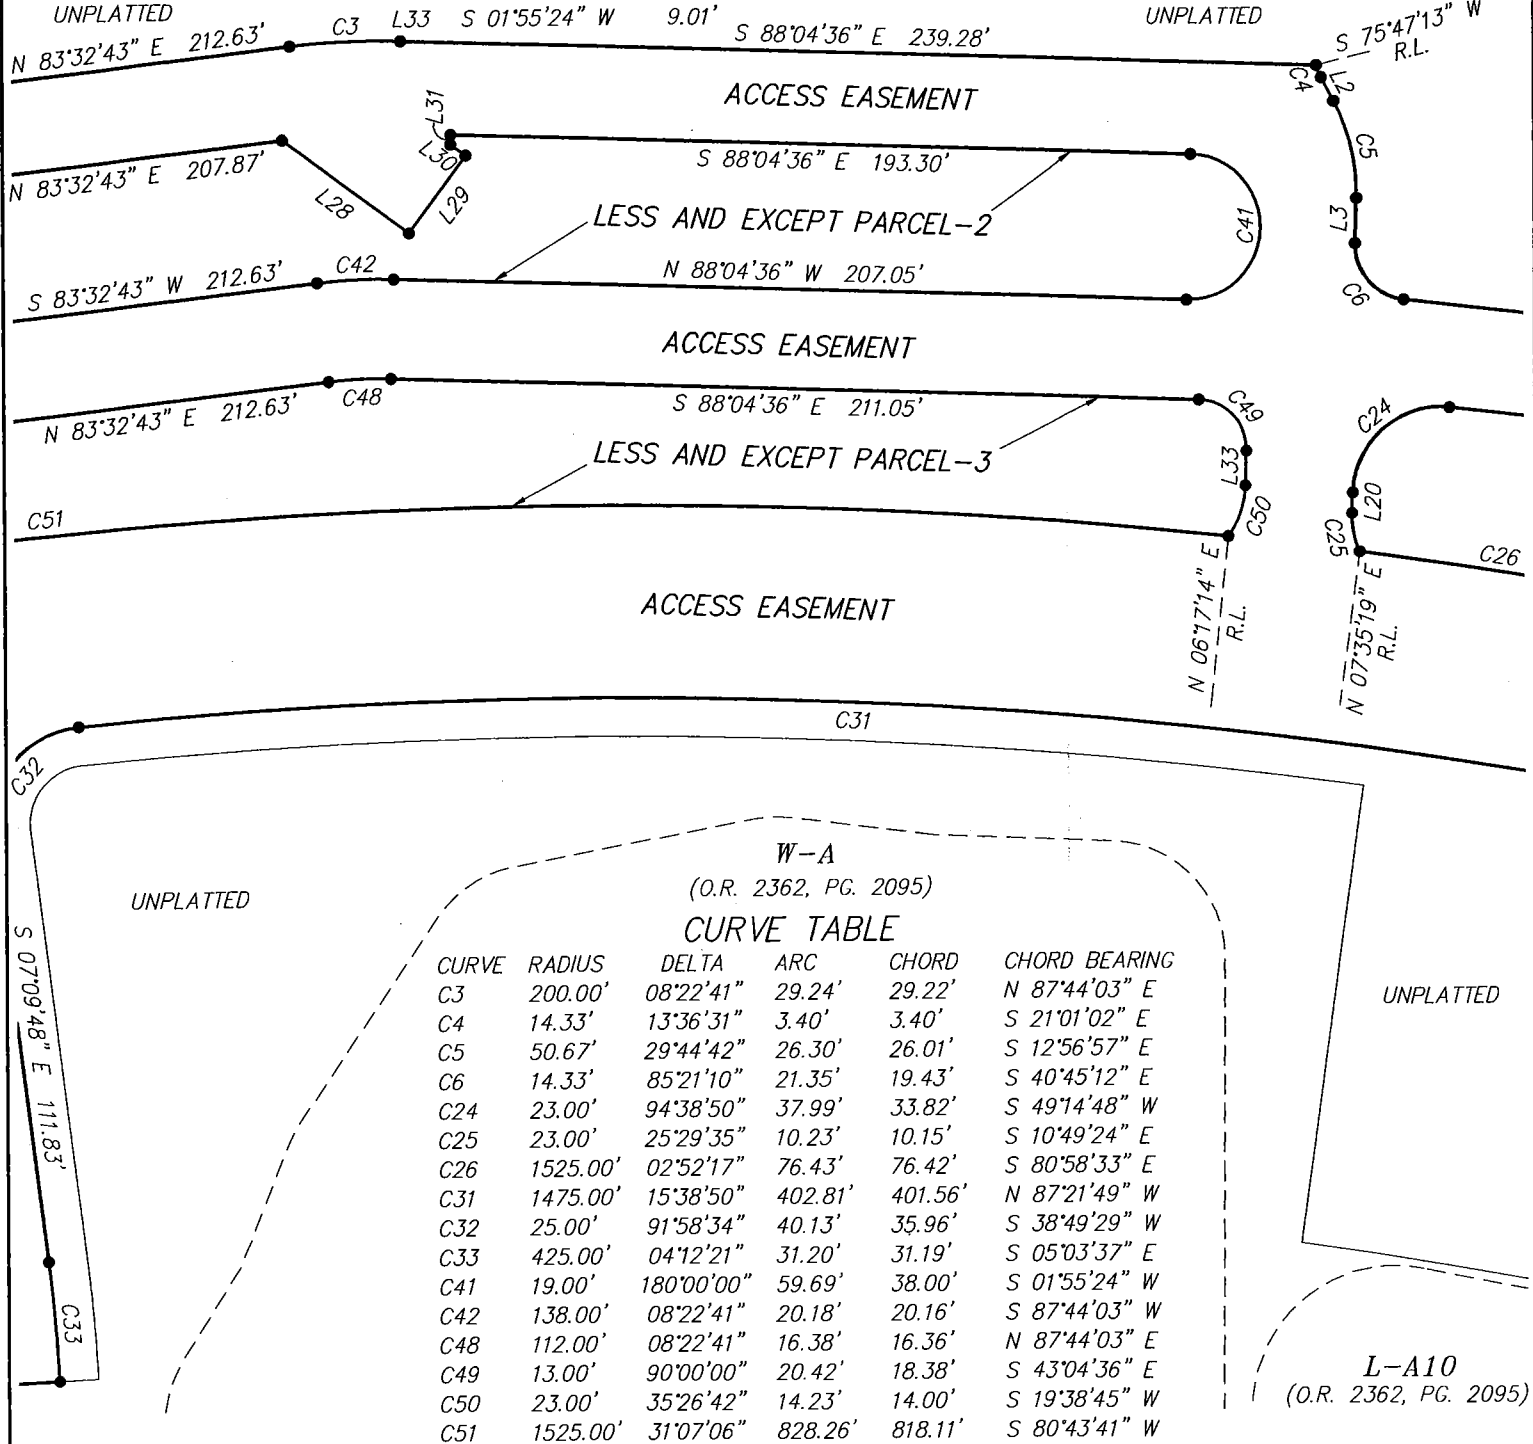 UNPLATTED
C3
L33 S 01°55'24" W 9.01'
UNPLATTED
S 75°47'13" W
R.L.
N 83°32'43" E 212.63'
S 88°04'36" E 239.28'
C4
L2
ACCESS EASEMENT
L31
L30
C5
N 83°32'43" E 207.87'
S 88°04'36" E 193.30'
L28
L29
LESS AND EXCEPT PARCEL-2
C41
L3
S 83°32'43" W 212.63'
C42
N 88°04'36" W 207.05'
C6
ACCESS EASEMENT
N 83°32'43" E 212.63'
C48
S 88°04'36" E 211.05'
C49
C24
LESS AND EXCEPT PARCEL-3
L33
L20
C51
C50
C25
C26
N 06°17'14" E
R.L.
N 07°35'19" E
R.L.
ACCESS EASEMENT
C31
C32
W-A
(O.R. 2362, PG. 2095)
UNPLATTED
S 07°09'48" E 111.83'
UNPLATTED
C33
CURVE TABLE
CURVE RADIUS DELTA ARC CHORD CHORD BEARING
C3 200.00' 08°22'41" 29.24' 29.22' N 87°44'03" E
C4 14.33' 13°36'31" 3.40' 3.40' S 21°01'02" E
C5 50.67' 29°44'42" 26.30' 26.01' S 12°56'57" E
C6 14.33' 85°21'10" 21.35' 19.43' S 40°45'12" E
C24 23.00' 94°38'50" 37.99' 33.82' S 49°14'48" W
C25 23.00' 25°29'35" 10.23' 10.15' S 10°49'24" E
C26 1525.00' 02°52'17" 76.43' 76.42' S 80°58'33" E
C31 1475.00' 15°38'50" 402.81' 401.56' N 87°21'49" W
C32 25.00' 91°58'34" 40.13' 35.96' S 38°49'29" W
C33 425.00' 04°12'21" 31.20' 31.19' S 05°03'37" E
C41 19.00' 180°00'00" 59.69' 38.00' S 01°55'24" W
C42 138.00' 08°22'41" 20.18' 20.16' S 87°44'03" W
C48 112.00' 08°22'41" 16.38' 16.36' N 87°44'03" E
C49 13.00' 90°00'00" 20.42' 18.38' S 43°04'36" E
C50 23.00' 35°26'42" 14.23' 14.00' S 19°38'45" W
C51 1525.00' 31°07'06" 828.26' 818.11' S 80°43'41" W
L-A10
(O.R. 2362, PG. 2095)